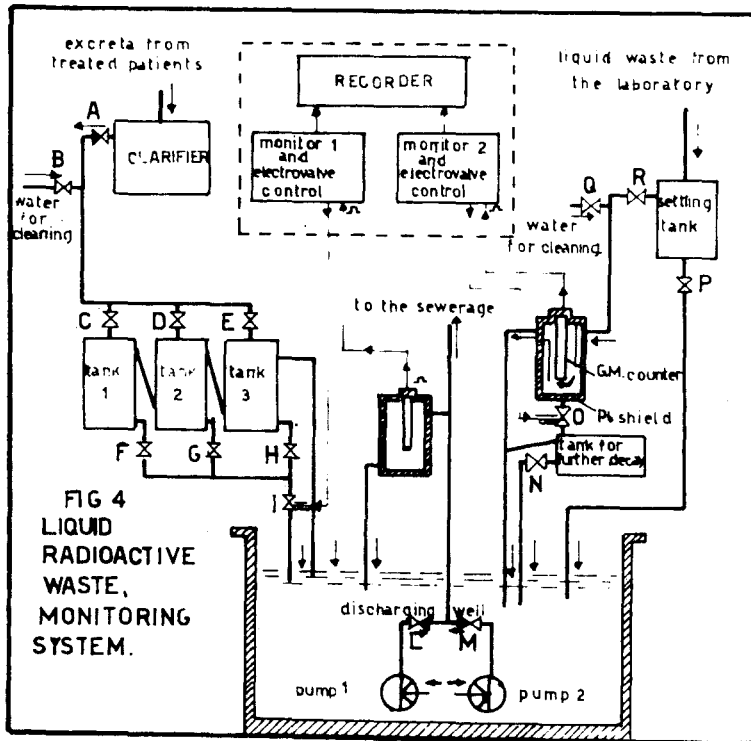 excreta from
treated patients
A
CLARIFIER
B
water
for cleaning
RECORDER
monitor 1
and
electrovalve
control
monitor 2
and
electrovalve
control
liquid waste from
the laboratory
Q
R
water
for cleaning
settling
tank
P
C
D
E
tank
1
tank
2
tank
3
F
G
H
I
to the sewerage
G.M. counter
Pb shield
O
tank for
further decay
N
FIG 4
LIQUID
RADIOACTIVE
WASTE,
MONITORING
SYSTEM.
discharging well
L
M
pump 1
pump 2